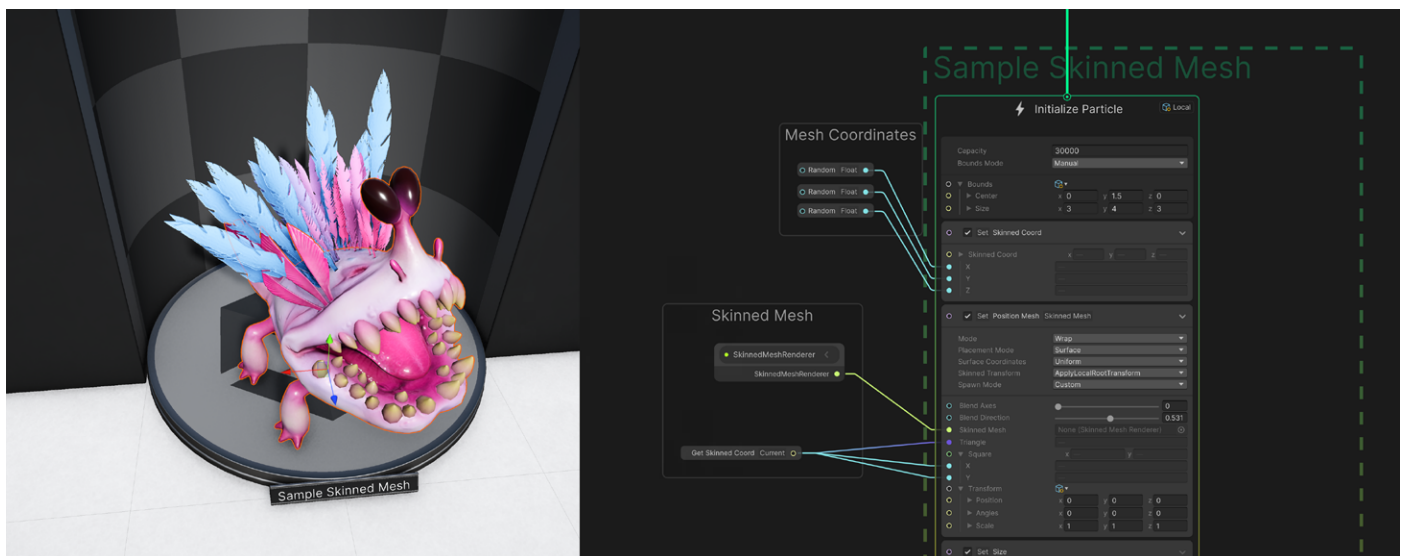 Sample Skinned Mesh
Sample Skinned Mesh
Initialize Particle
Local
Capacity 30000
Bounds Mode Manual
Bounds
Center x 0 y 1.5 z 0
Size x 3 y 4 z 3
Mesh Coordinates
Random Float
Random Float
Random Float
Set Skinned Coord
Skinned Coord x y z
X
Y
Z
Skinned Mesh
SkinnedMeshRenderer
SkinnedMeshRenderer
Get Skinned Coord Current
Set Position Mesh Skinned Mesh
Mode Wrap
Placement Mode Surface
Surface Coordinates Uniform
Skinned Transform ApplyLocalRootTransform
Spawn Mode Custom
Blend Axes 0
Blend Direction 0.531
Skinned Mesh None (Skinned Mesh Renderer)
Triangle
Square x y
X
Y
Transform
Position x 0 y 0 z 0
Angles x 0 y 0 z 0
Scale x 1 y 1 z 1
Set Size